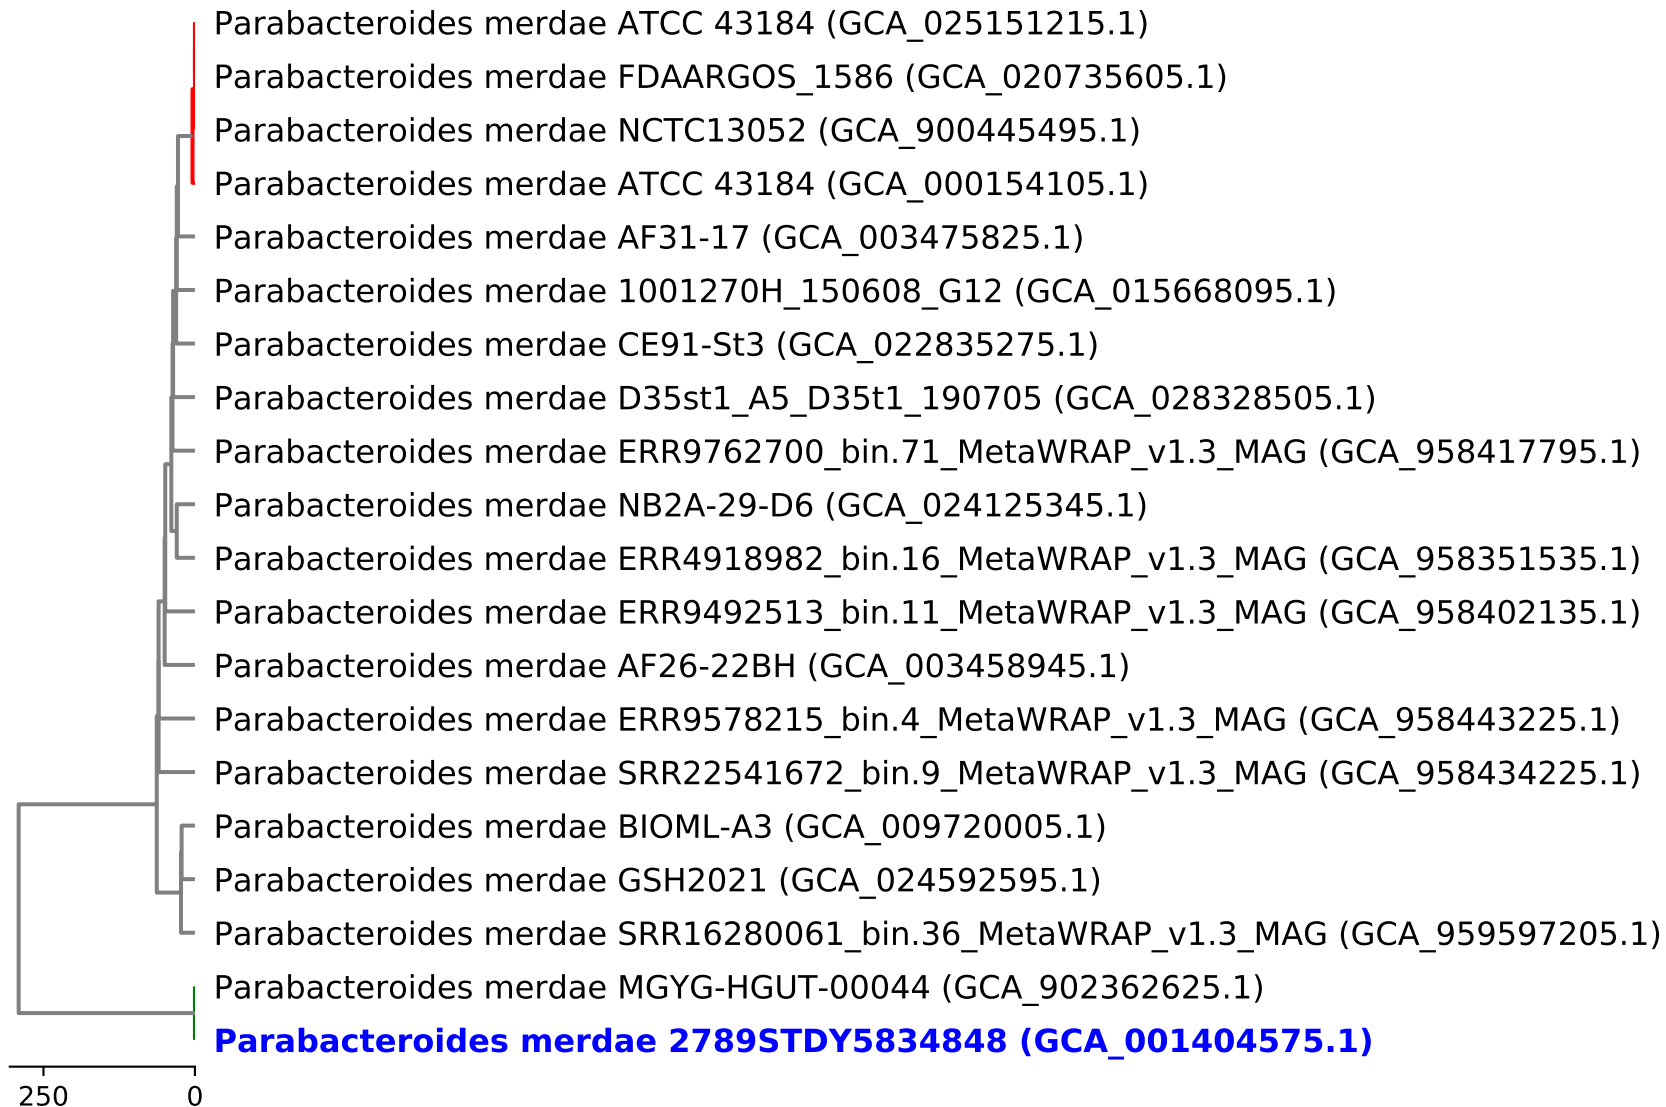 Parabacteroides merdae ATCC 43184 (GCA_025151215.1)
Parabacteroides merdae FDAARGOS_1586 (GCA_020735605.1)
Parabacteroides merdae NCTC13052 (GCA_900445495.1)
Parabacteroides merdae ATCC 43184 (GCA_000154105.1)
Parabacteroides merdae AF31-17 (GCA_003475825.1)
Parabacteroides merdae 1001270H_150608_G12 (GCA_015668095.1)
Parabacteroides merdae CE91-St3 (GCA_022835275.1)
Parabacteroides merdae D35st1_A5_D35t1_190705 (GCA_028328505.1)
Parabacteroides merdae ERR9762700_bin.71_MetaWRAP_v1.3_MAG (GCA_958417795.1)
Parabacteroides merdae NB2A-29-D6 (GCA_024125345.1)
Parabacteroides merdae ERR4918982_bin.16_MetaWRAP_v1.3_MAG (GCA_958351535.1)
Parabacteroides merdae ERR9492513_bin.11_MetaWRAP_v1.3_MAG (GCA_958402135.1)
Parabacteroides merdae AF26-22BH (GCA_003458945.1)
Parabacteroides merdae ERR9578215_bin.4_MetaWRAP_v1.3_MAG (GCA_958443225.1)
Parabacteroides merdae SRR22541672_bin.9_MetaWRAP_v1.3_MAG (GCA_958434225.1)
Parabacteroides merdae BIOML-A3 (GCA_009720005.1)
Parabacteroides merdae GSH2021 (GCA_024592595.1)
Parabacteroides merdae SRR16280061_bin.36_MetaWRAP_v1.3_MAG (GCA_959597205.1)
Parabacteroides merdae MGYG-HGUT-00044 (GCA_902362625.1)
Parabacteroides merdae 2789STDY5834848 (GCA_001404575.1)
250 0